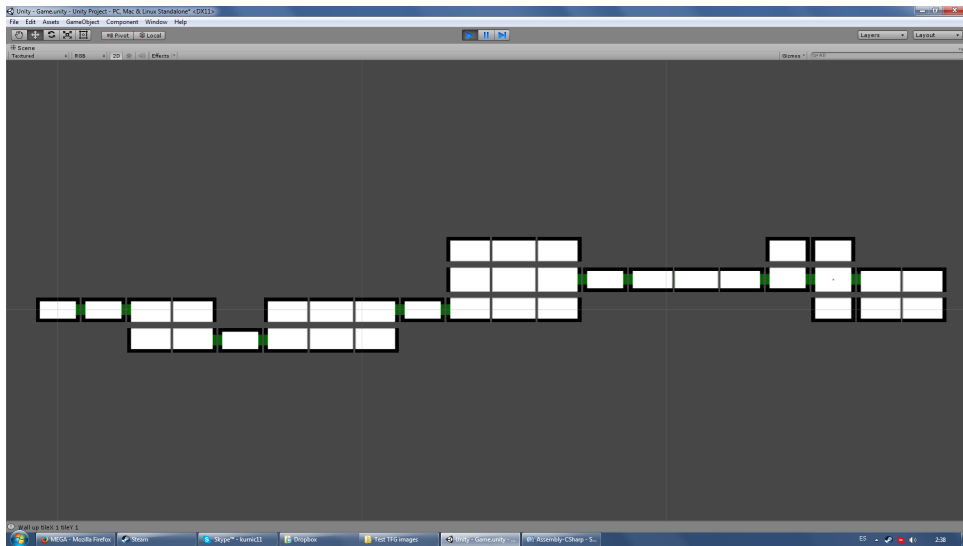 Unity - Game.unity - Unity Project - PC, Mac & Linux Standalone* <DX11>
File Edit Assets GameObject Component Window Help
Pivot Local Layers Layout
Scene
Textured RGB 2D Effects Gizmos
Wall up tileX 1 tileY 1
MEGA - Mozilla Firefox Steam Skype™ - kumic11 Dropbox Test TFG images Unity - Game.unity - ... Assembly-CSharp - S... ES 2:38